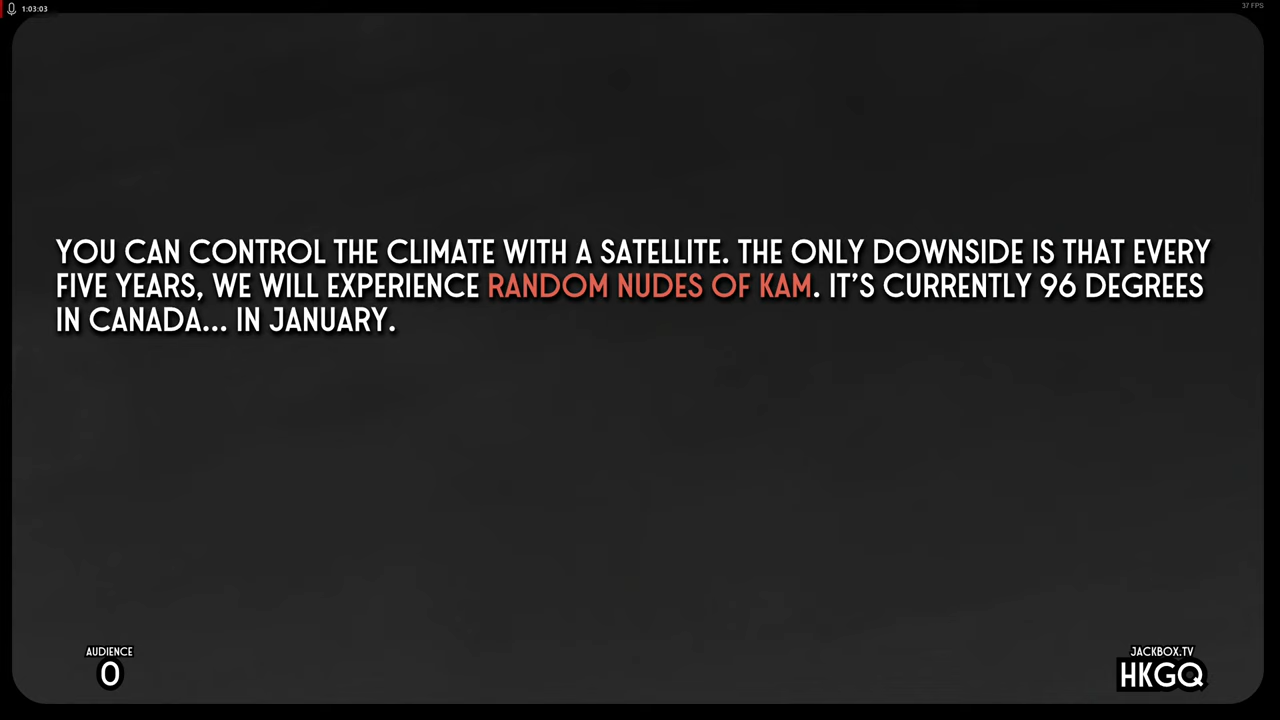 1:03:03
37 FPS
YOU CAN CONTROL THE CLIMATE WITH A SATELLITE. THE ONLY DOWNSIDE IS THAT EVERY
FIVE YEARS, WE WILL EXPERIENCE RANDOM NUDES OF KAM. IT'S CURRENTLY 96 DEGREES
IN CANADA... IN JANUARY.
AUDIENCE
0
JACKBOX.TV
HKGQ